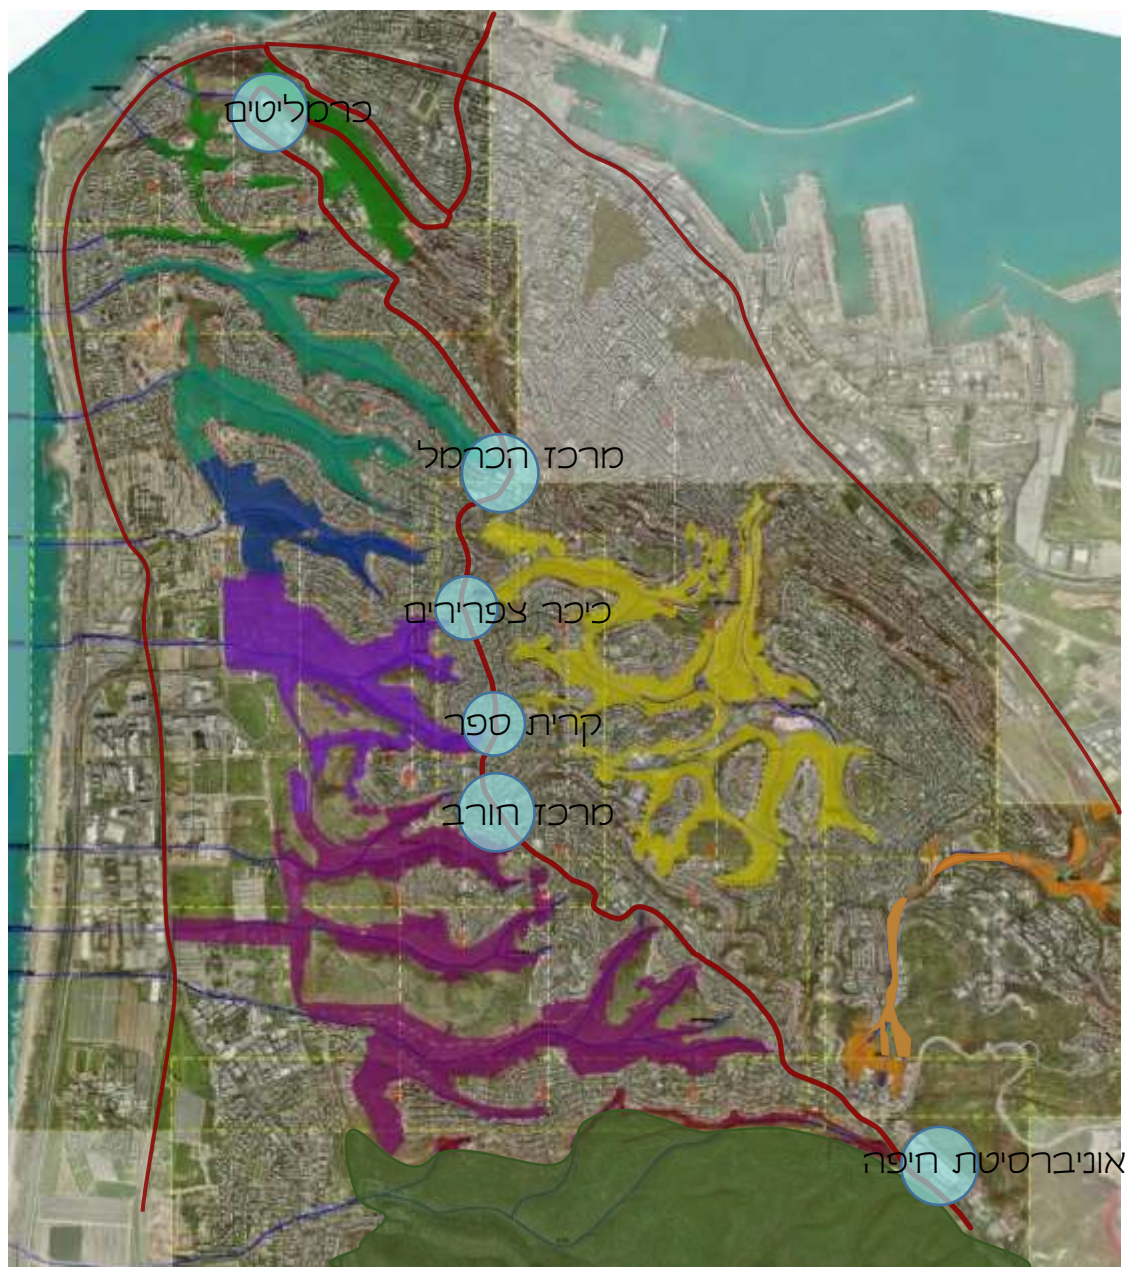 כרמליטים
מרכז הכרמל
כיכר צפרירים
קרית ספר
מרכז חורב
אוניברסיטת חיפה